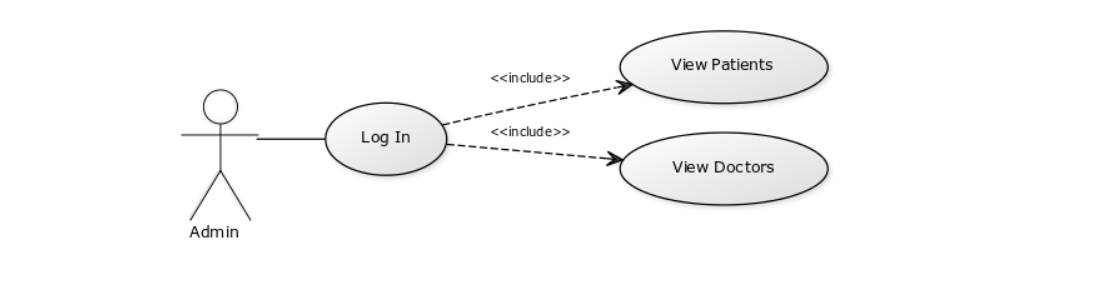 <<include>>
View Patients
<<include>>
Log In
View Doctors
Admin